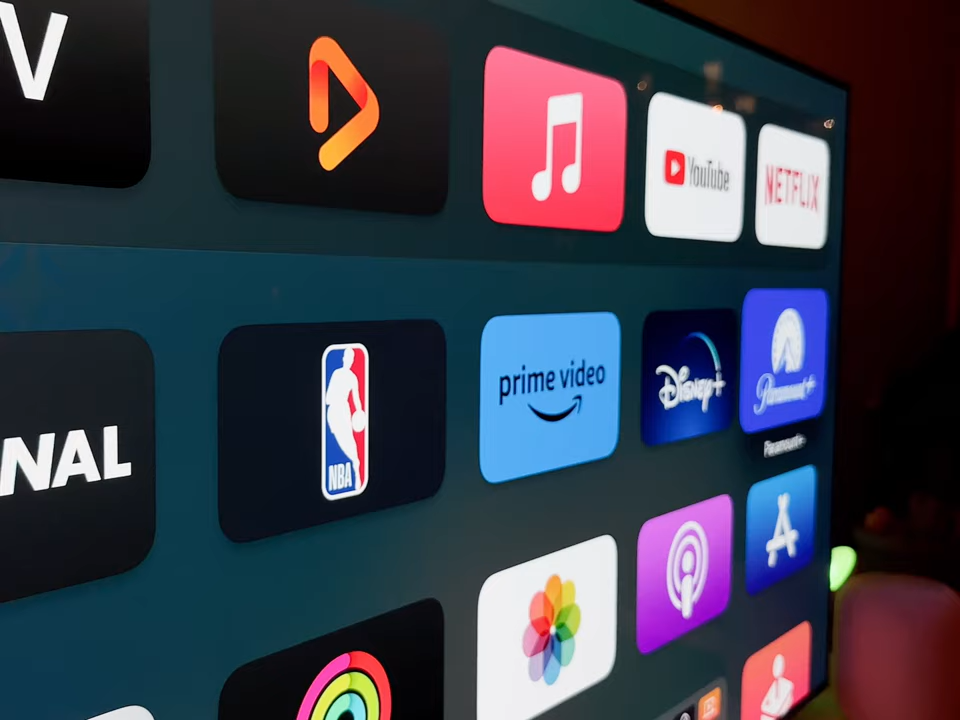 V
YouTube
NETFLIX
NAL
NBA
prime video
Disney+
Paramount+
Paramount+